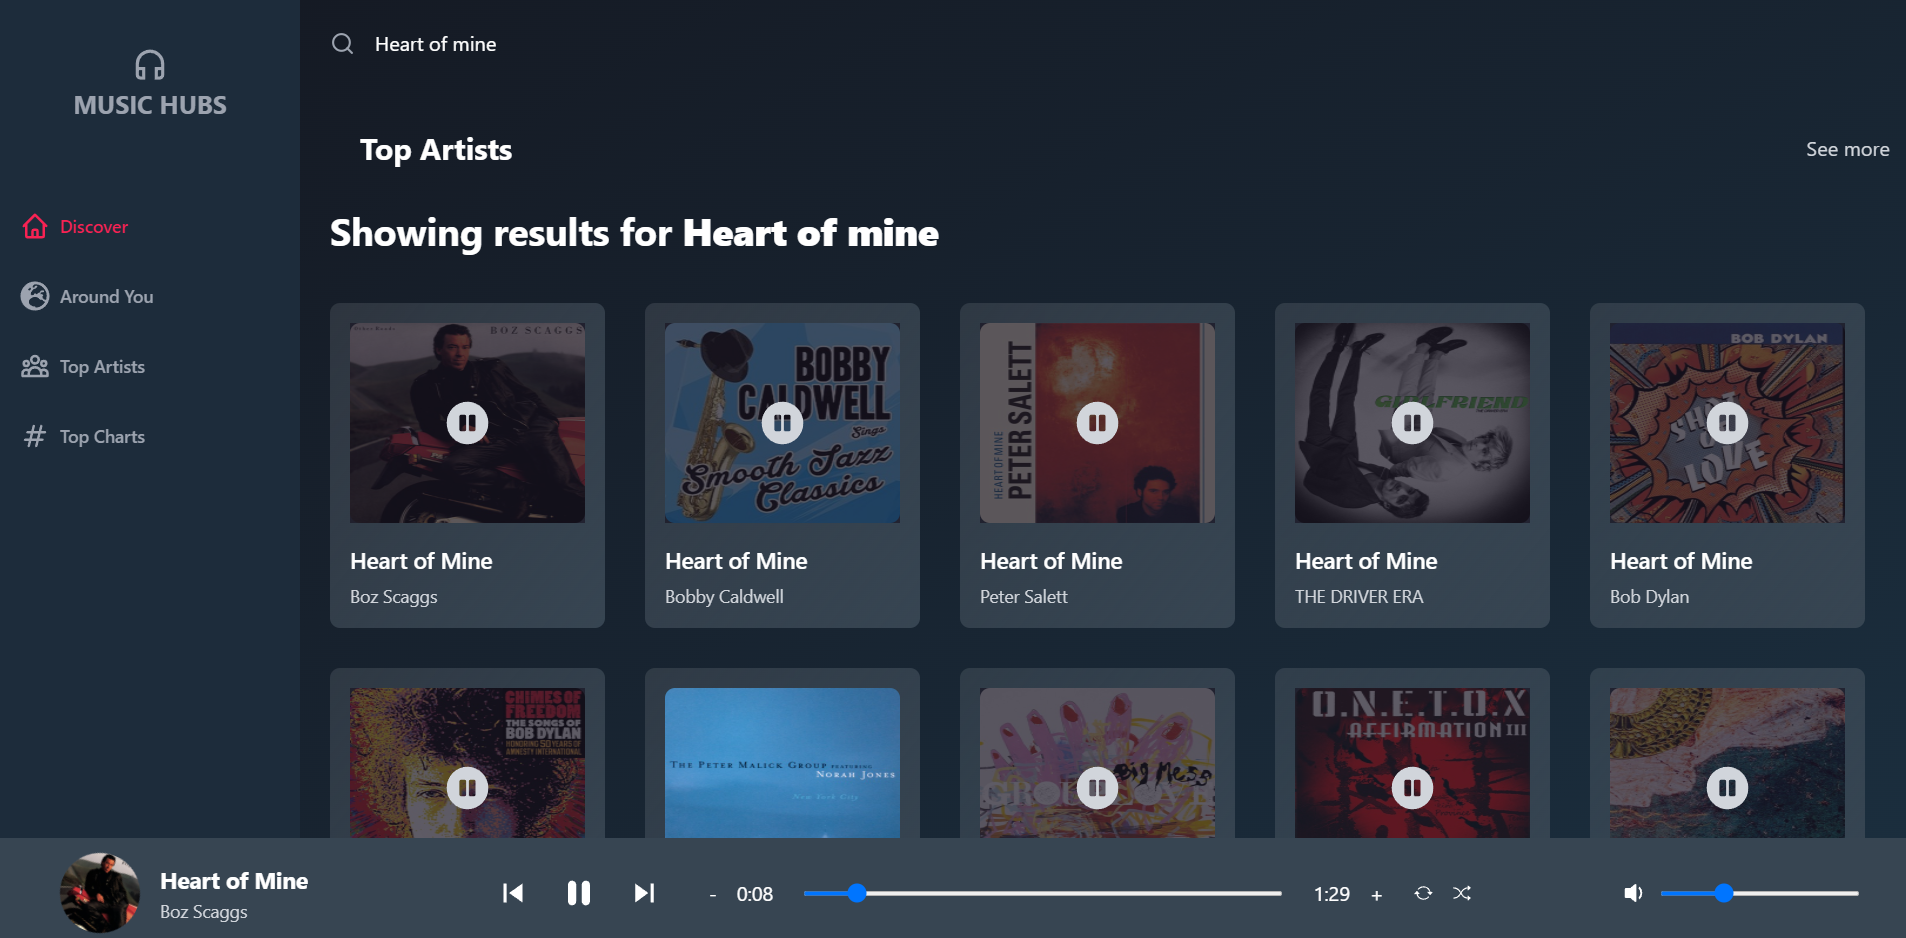 MUSIC HUBS
Discover
Around You
Top Artists
Top Charts
Heart of mine
Top Artists
See more
Showing results for Heart of mine
BOZ SCAGGS
Heart of Mine
Boz Scaggs
BOBBY
CALDWELL
Sings
Smooth Jazz
Classics
Heart of Mine
Bobby Caldwell
HEART OF MINE
PETER SALETT
Heart of Mine
Peter Salett
GIRLFRIEND
Heart of Mine
THE DRIVER ERA
BOB DYLAN
SHOT
OF
LOVE
Heart of Mine
Bob Dylan
CHIMES OF
FREEDOM
THE SONGS OF
BOB DYLAN
HONORING 50 YEARS OF
AMNESTY INTERNATIONAL
THE PETER MALICK GROUP FEATURING
NORAH JONES
New York City
Big Mess
O.N.E.T.O.X
AFFIRMATION III
Heart of Mine
Boz Scaggs
- 0:08
1:29 +